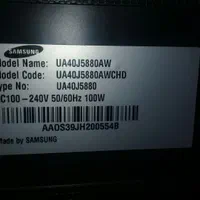 SAMSUNG
Model Name: UA40J5880AW
Model Code: UA40J5880AWCHD
Type No: UA40J5880
AC100-240V 50/60Hz 100W
AAOS39JH200554B
Made by SAMSUNG